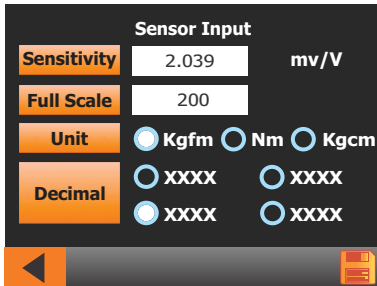 Sensor Input
Sensitivity 2.039 mv/V
Full Scale 200
Unit Kgfm Nm Kgcm
Decimal XXXX XXXX
XXXX XXXX